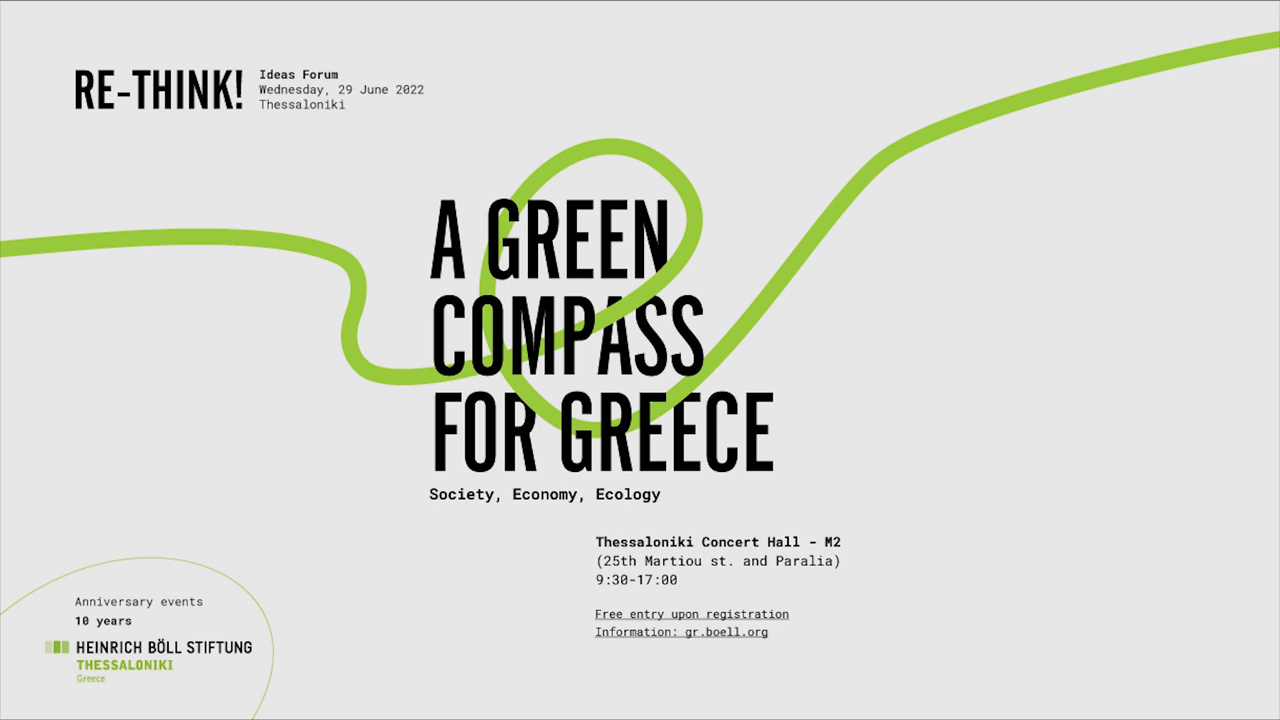 RE-THINK!
Ideas Forum
Wednesday, 29 June 2022
Thessaloniki
A GREEN
COMPASS
FOR GREECE
Society, Economy, Ecology
Thessaloniki Concert Hall - M2
(25th Martiou st. and Paralia)
9:30-17:00
Free entry upon registration
Information: gr.boell.org
Anniversary events
10 years
HEINRICH BÖLL STIFTUNG
THESSALONIKI
Greece